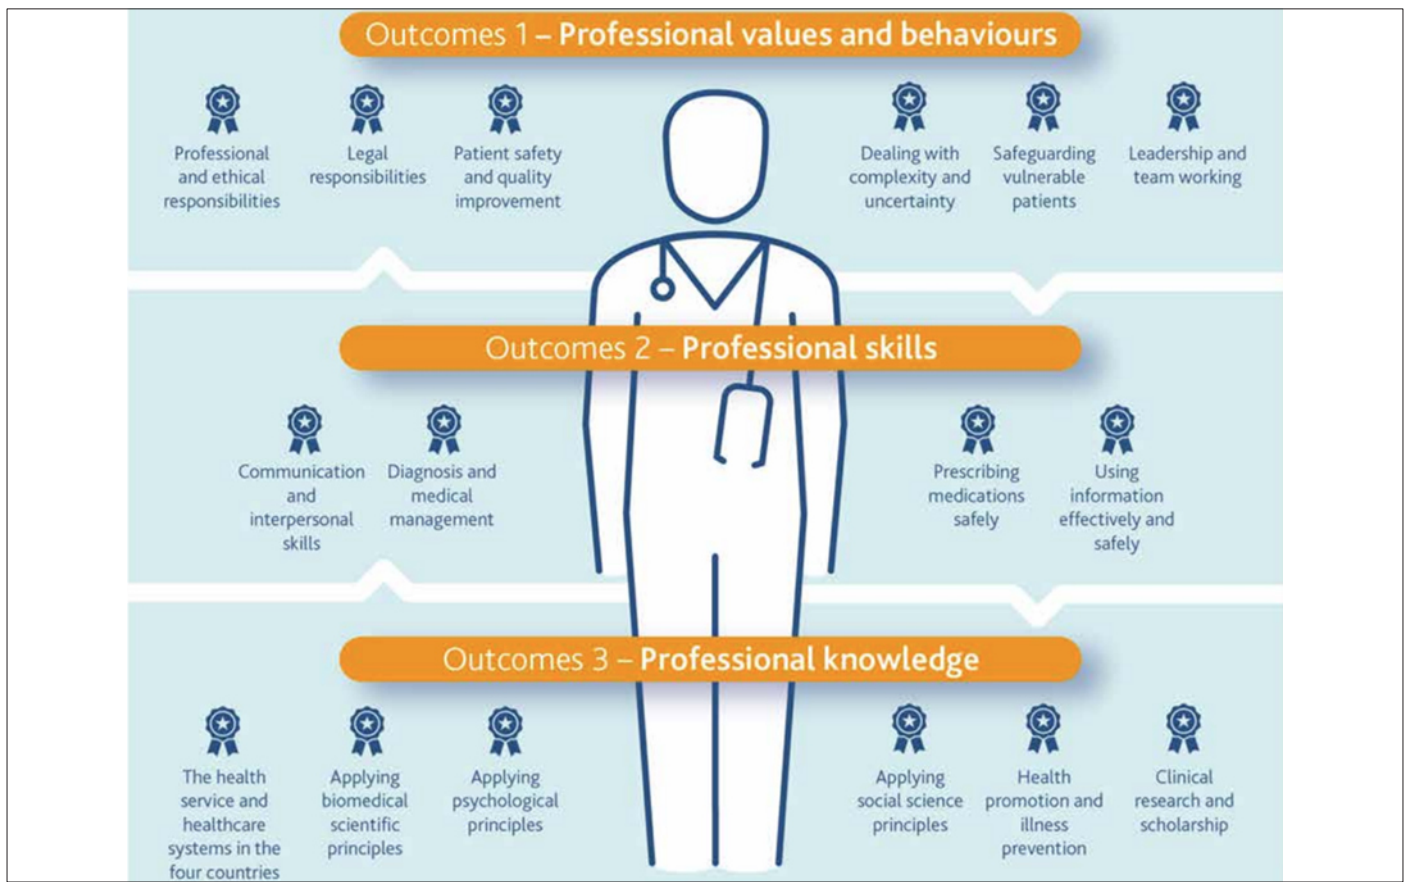 Outcomes 1 – Professional values and behaviours
Professional
and ethical
responsibilities
Legal
responsibilities
Patient safety
and quality
improvement
Dealing with
complexity and
uncertainty
Safeguarding
vulnerable
patients
Leadership and
team working
Outcomes 2 – Professional skills
Communication
and
interpersonal
skills
Diagnosis and
medical
management
Prescribing
medications
safely
Using
information
effectively and
safely
Outcomes 3 – Professional knowledge
The health
service and
healthcare
systems in the
four countries
Applying
biomedical
scientific
principles
Applying
psychological
principles
Applying
social science
principles
Health
promotion and
illness
prevention
Clinical
research and
scholarship